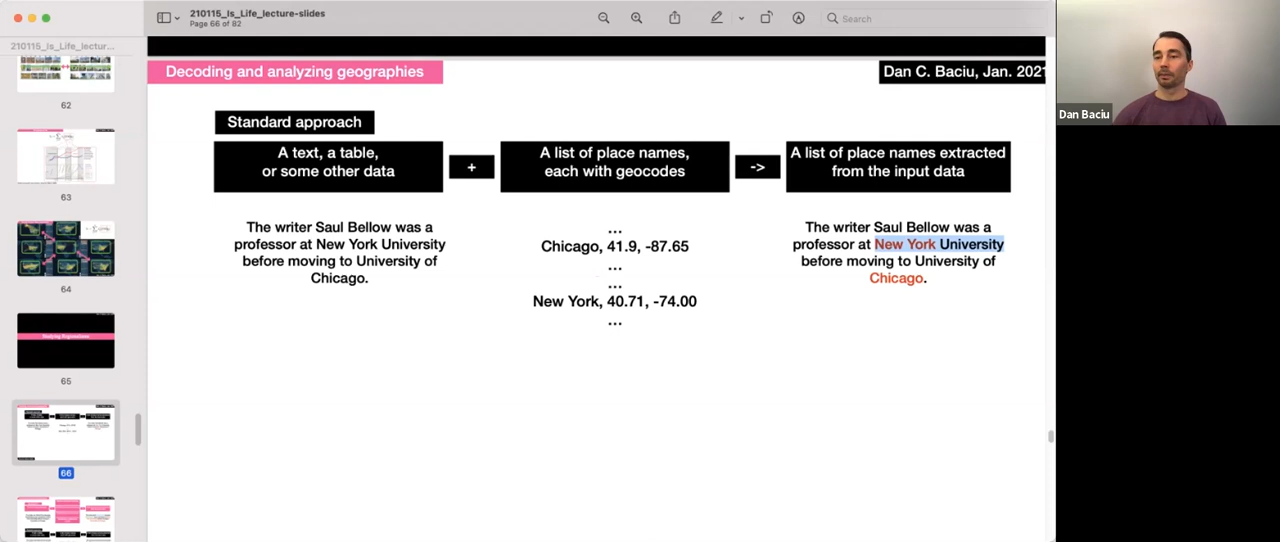 210115_Is_Life_lecture-slides
Page 66 of 82
Search
210115_Is_Life_lectur...
62
63
64
Studying Regionalisms
65
66
Decoding and analyzing geographies
Dan C. Baciu, Jan. 2021
Standard approach
A text, a table,
or some other data
+
A list of place names,
each with geocodes
->
A list of place names extracted
from the input data
The writer Saul Bellow was a
professor at New York University
before moving to University of
Chicago.
...
Chicago, 41.9, -87.65
...
...
New York, 40.71, -74.00
...
The writer Saul Bellow was a
professor at New York University
before moving to University of
Chicago.
Dan Baciu